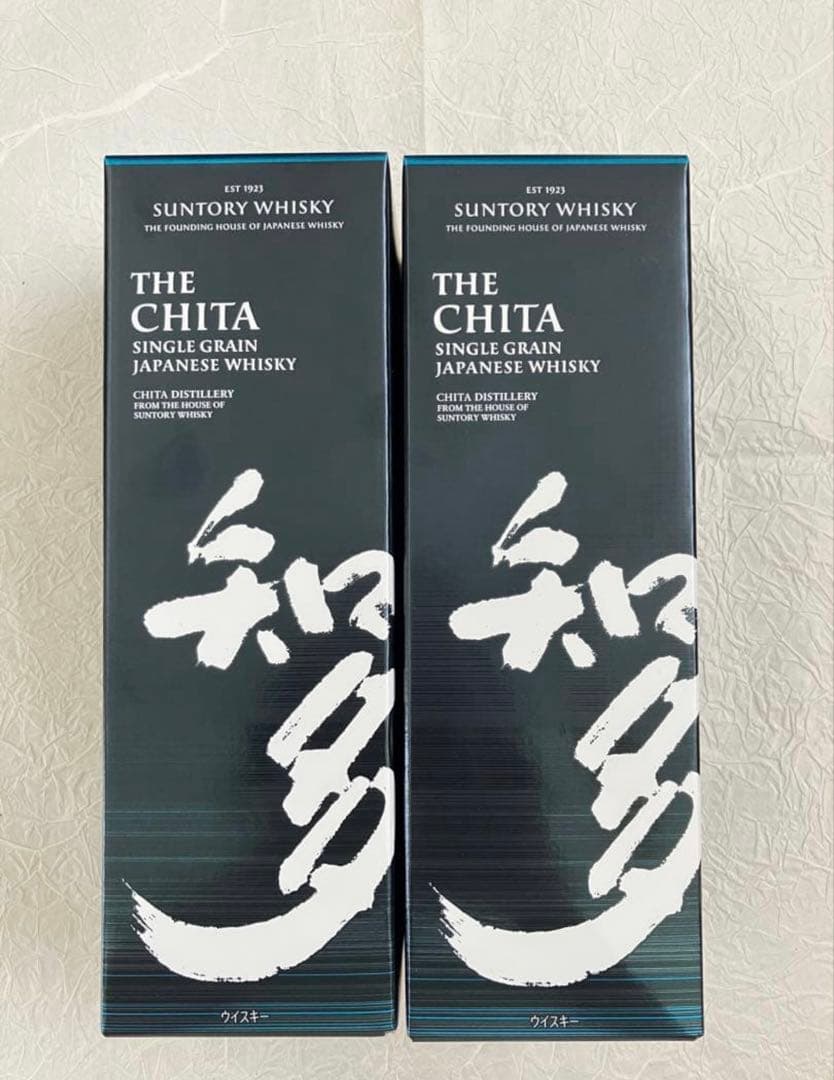 EST 1923
SUNTORY WHISKY
THE FOUNDING HOUSE OF JAPANESE WHISKY
THE
CHITA
SINGLE GRAIN
JAPANESE WHISKY
CHITA DISTILLERY
FROM THE HOUSE OF
SUNTORY WHISKY
知
多
ウイスキー
EST 1923
SUNTORY WHISKY
THE FOUNDING HOUSE OF JAPANESE WHISKY
THE
CHITA
SINGLE GRAIN
JAPANESE WHISKY
CHITA DISTILLERY
FROM THE HOUSE OF
SUNTORY WHISKY
知
多
ウイスキー